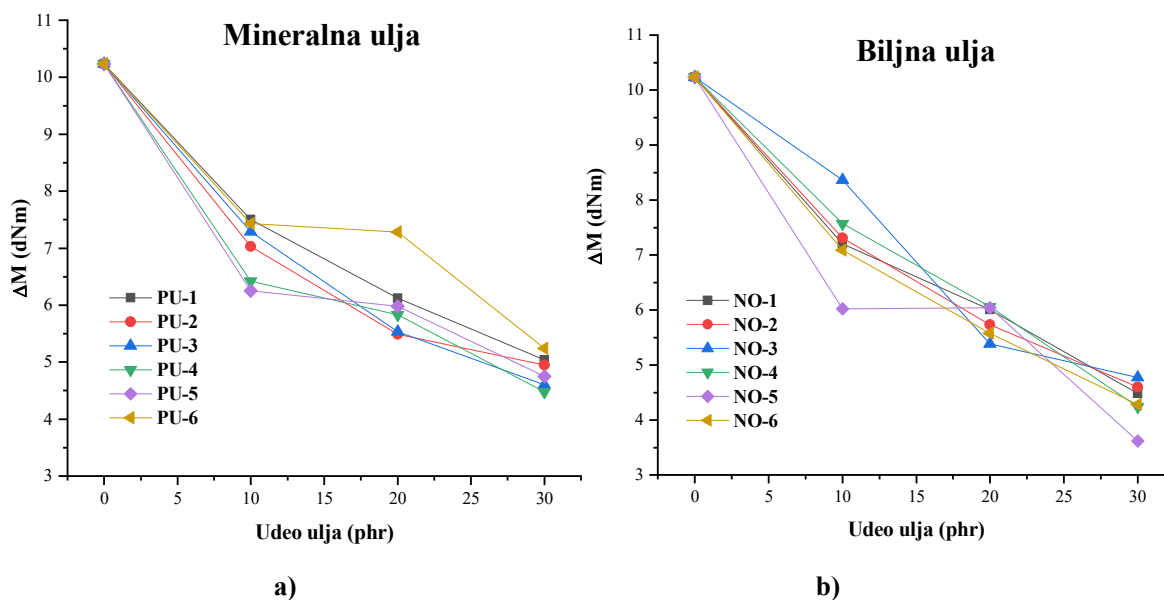 Mineralna ulja
11
10
9
8
7
6
5
4
3
ΔM (dNm)
PU-1
PU-2
PU-3
PU-4
PU-5
PU-6
0 5 10 15 20 25 30
Udeo ulja (phr)
a)
Biljna ulja
11
10
9
8
7
6
5
4
3
ΔM (dNm)
NO-1
NO-2
NO-3
NO-4
NO-5
NO-6
0 5 10 15 20 25 30
Udeo ulja (phr)
b)